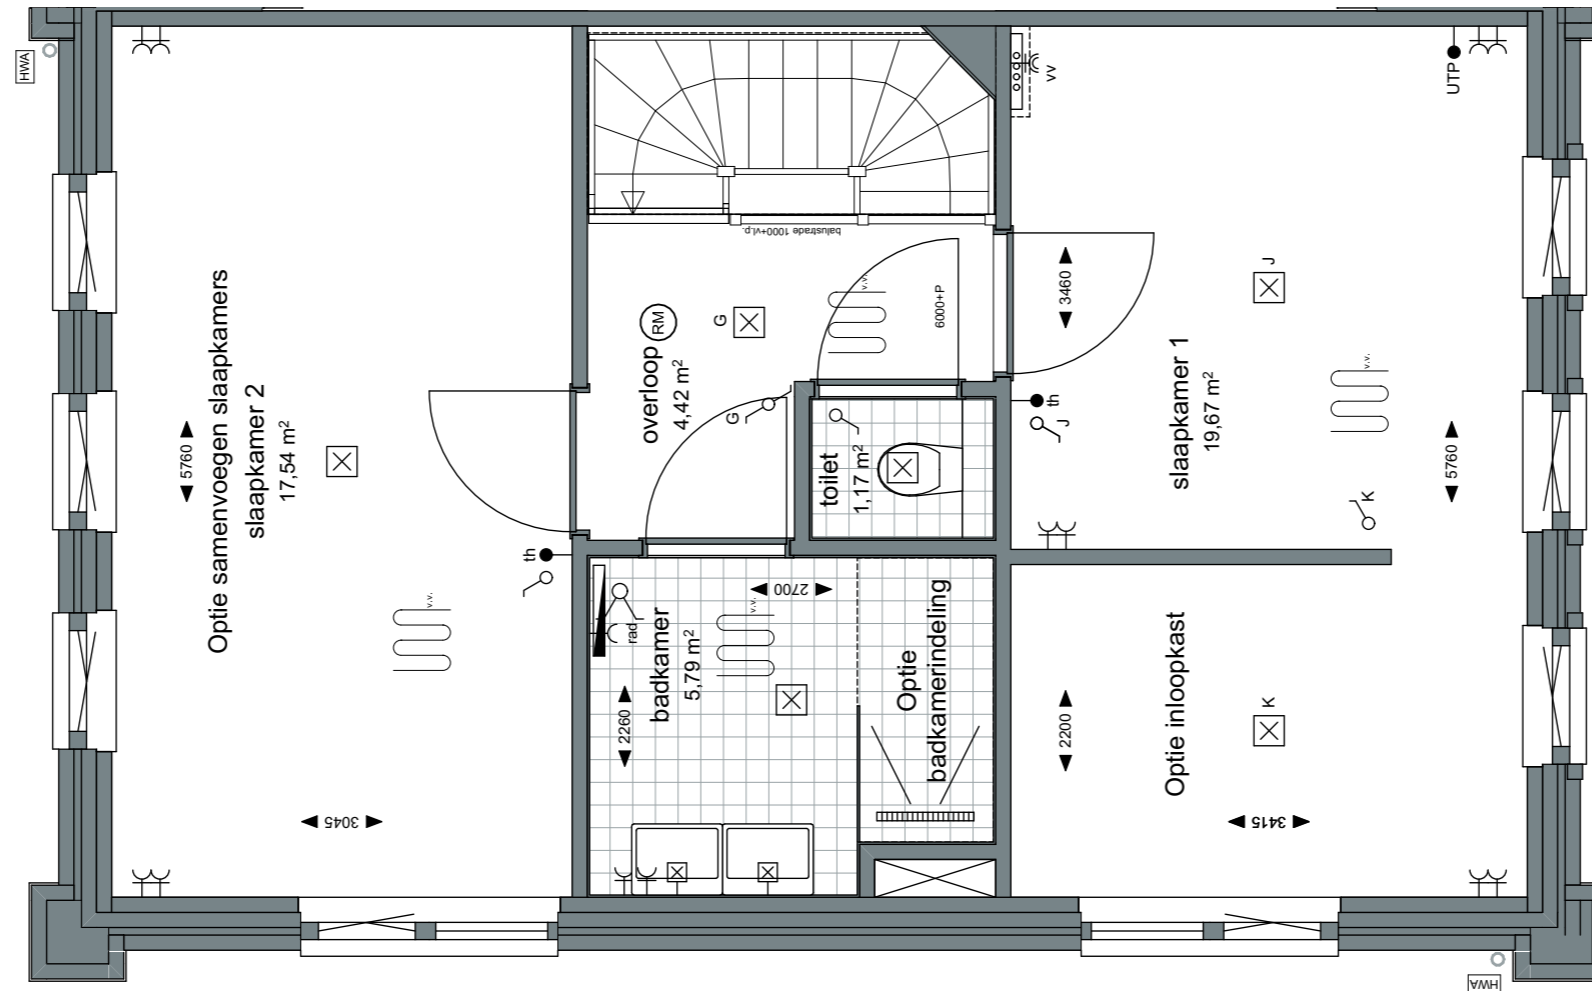 HWA
5760
Optie samenvoegen slaapkamers
slaapkamer 2
17,54 m²
v.v.
th
3045
balustrade 1000+vl.p.
overloop
4,42 m²
RM
G
G
v.v.
6000+P
toilet
1,17 m²
badkamer
5,79 m²
rad
v.v.
2700
2260
Optie
badkamerindeling
vv
UTP
3460
J
slaapkamer 1
19,67 m²
v.v.
th
J
K
5760
2200
Optie inloopkast
K
3415
HWA